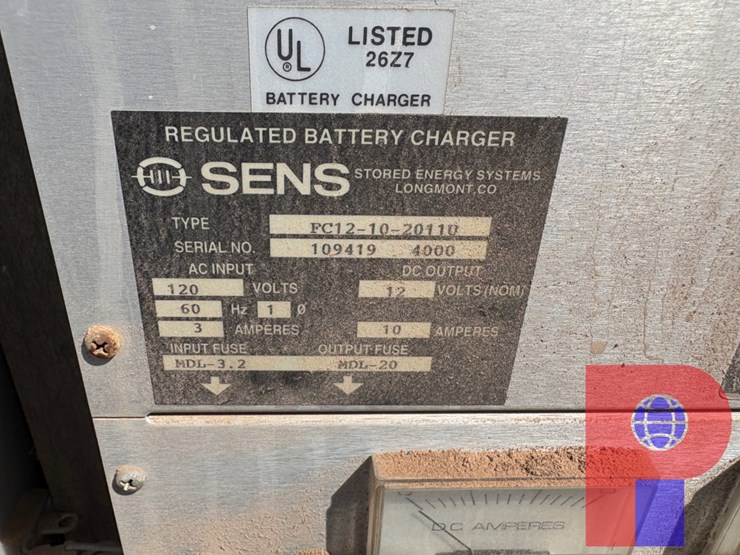 UL
®
LISTED
26Z7
BATTERY CHARGER
REGULATED BATTERY CHARGER
SENS STORED ENERGY SYSTEMS
LONGMONT, CO
TYPE FC12-10-20110
SERIAL NO. 109419 4000
AC INPUT DC OUTPUT
120 VOLTS 12 VOLTS (NOM)
60 Hz 1 Ø
3 AMPERES 10 AMPERES
INPUT FUSE OUTPUT FUSE
MDL-3.2 MDL-20
DC AMPERES